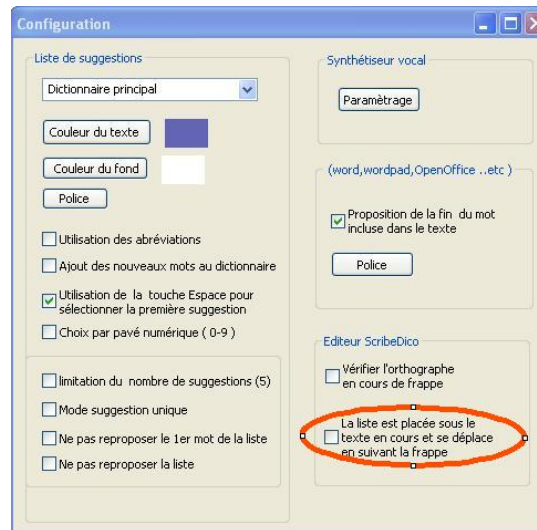 Configuration
Liste de suggestions
Dictionnaire principal
Couleur du texte
Couleur du fond
Police
Utilisation des abréviations
Ajout des nouveaux mots au dictionnaire
Utilisation de la touche Espace pour
sélectionner la première suggestion
Choix par pavé numérique ( 0-9 )
limitation du nombre de suggestions (5)
Mode suggestion unique
Ne pas reproposer le 1er mot de la liste
Ne pas reproposer la liste
Synthétiseur vocal
Paramètrage
(word,wordpad,OpenOffice ..etc )
Proposition de la fin du mot
incluse dans le texte
Police
Editeur ScribeDico
Vérifier l'orthographe
en cours de frappe
La liste est placée sous le
texte en cours et se déplace
en suivant la frappe